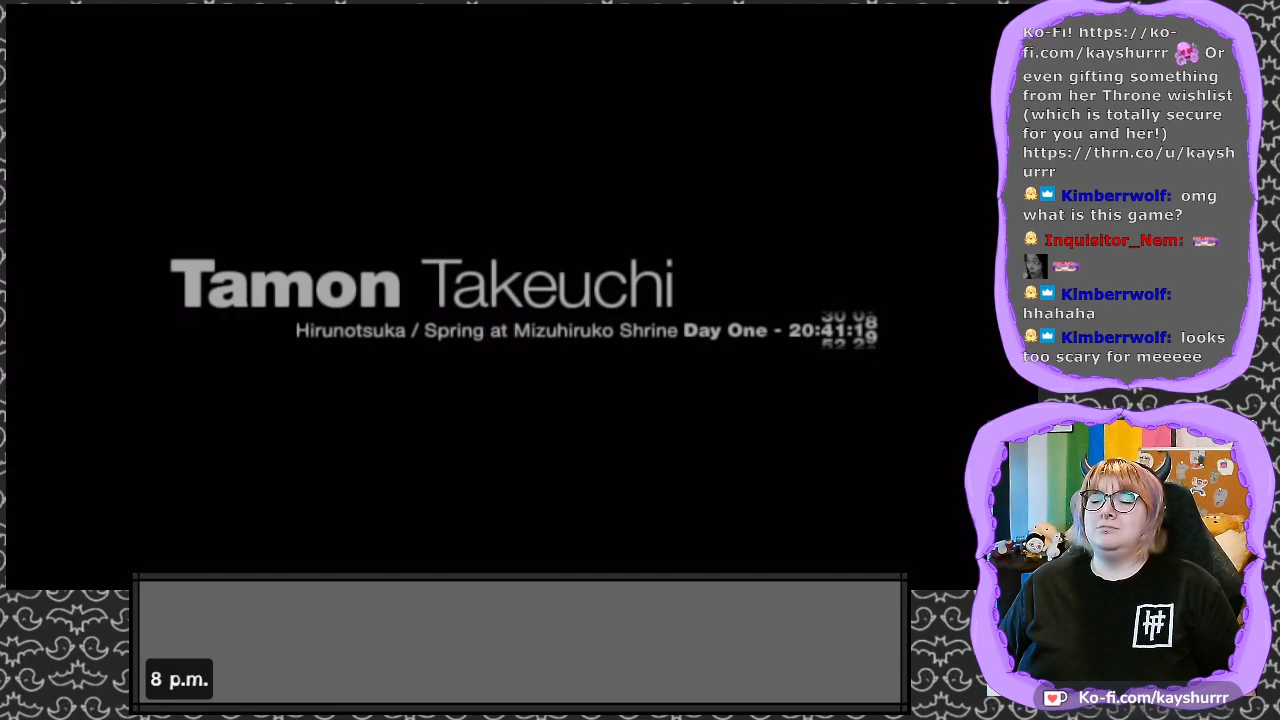 Ko-Fi! https://ko-
fi.com/kayshurrr Or
even gifting something
from her Throne wishlist
(which is totally secure
for you and her!)
https://thrn.co/u/kaysh
urrr
Kimberrwolf: omg
what is this game?
Inquisitor_Nem:
Kimberrwolf:
hhahaha
Kimberrwolf: looks
too scary for meeeee
Tamon Takeuchi
Hirunotsuka / Spring at Mizuhiruko Shrine Day One - 20:41:19
8 p.m.
Ko-fi.com/kayshurrr